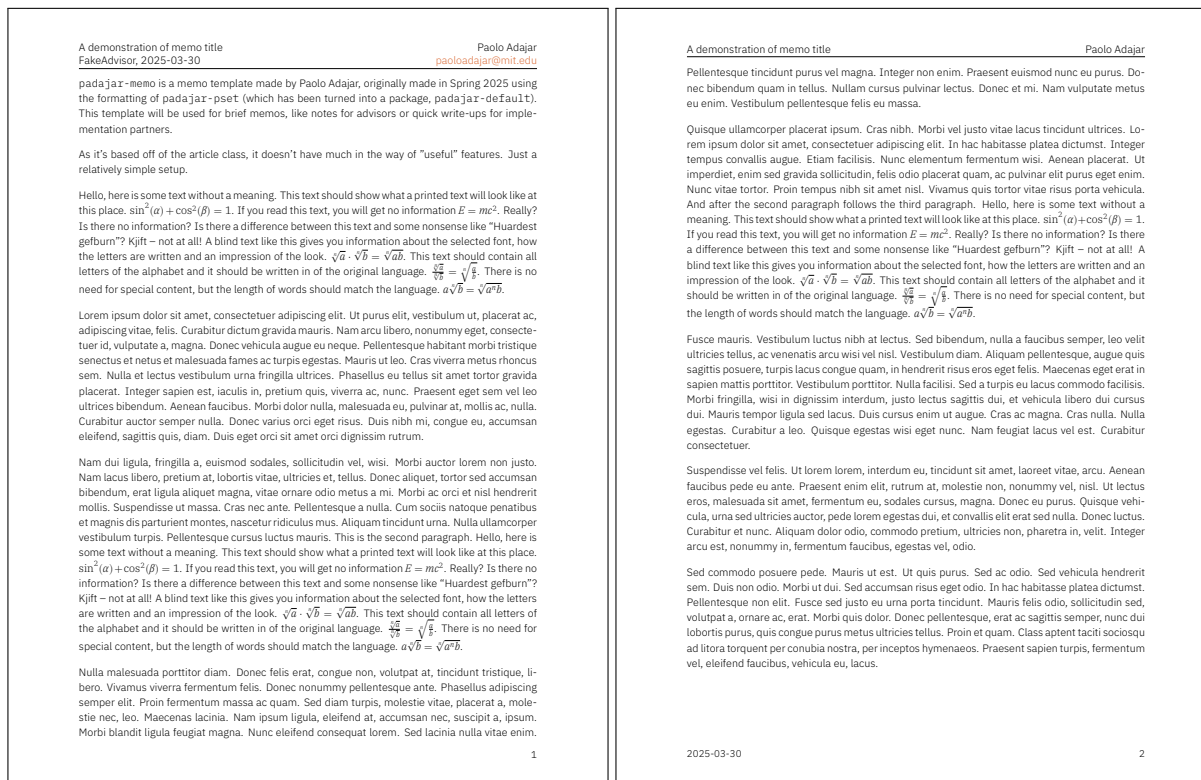 A demonstration of memo title Paolo Adajar
FakeAdvisor, 2025-03-30 paoloadajar@mit.edu
padajar-memo is a memo template made by Paolo Adajar, originally made in Spring 2025 using
the formatting of padajar-pset (which has been turned into a package, padajar-default).
This template will be used for brief memos, like notes for advisors or quick write-ups for imple-
mentation partners.
As it's based off of the article class, it doesn't have much in the way of "useful" features. Just a
relatively simple setup.
Hello, here is some text without a meaning. This text should show what a printed text will look like at
this place. sin²(α) + cos²(β) = 1. If you read this text, you will get no information E = mc². Really?
Is there no information? Is there a difference between this text and some nonsense like “Huardest
gefburn”? Kjift – not at all! A blind text like this gives you information about the selected font, how
the letters are written and an impression of the look. ⁿ√a · ⁿ√b = ⁿ√ab. This text should contain all
letters of the alphabet and it should be written in of the original language. ⁿ√a/ⁿ√b = ⁿ√(a/b). There is no
need for special content, but the length of words should match the language. aⁿ√b = ⁿ√aⁿb.
Lorem ipsum dolor sit amet, consectetuer adipiscing elit. Ut purus elit, vestibulum ut, placerat ac,
adipiscing vitae, felis. Curabitur dictum gravida mauris. Nam arcu libero, nonummy eget, consecte-
tuer id, vulputate a, magna. Donec vehicula augue eu neque. Pellentesque habitant morbi tristique
senectus et netus et malesuada fames ac turpis egestas. Mauris ut leo. Cras viverra metus rhoncus
sem. Nulla et lectus vestibulum urna fringilla ultrices. Phasellus eu tellus sit amet tortor gravida
placerat. Integer sapien est, iaculis in, pretium quis, viverra ac, nunc. Praesent eget sem vel leo
ultrices bibendum. Aenean faucibus. Morbi dolor nulla, malesuada eu, pulvinar at, mollis ac, nulla.
Curabitur auctor semper nulla. Donec varius orci eget risus. Duis nibh mi, congue eu, accumsan
eleifend, sagittis quis, diam. Duis eget orci sit amet orci dignissim rutrum.
Nam dui ligula, fringilla a, euismod sodales, sollicitudin vel, wisi. Morbi auctor lorem non justo.
Nam lacus libero, pretium at, lobortis vitae, ultricies et, tellus. Donec aliquet, tortor sed accumsan
bibendum, erat ligula aliquet magna, vitae ornare odio metus a mi. Morbi ac orci et nisl hendrerit
mollis. Suspendisse ut massa. Cras nec ante. Pellentesque a nulla. Cum sociis natoque penatibus
et magnis dis parturient montes, nascetur ridiculus mus. Aliquam tincidunt urna. Nulla ullamcorper
vestibulum turpis. Pellentesque cursus luctus mauris. This is the second paragraph. Hello, here is
some text without a meaning. This text should show what a printed text will look like at this place.
sin²(α) + cos²(β) = 1. If you read this text, you will get no information E = mc². Really? Is there no
information? Is there a difference between this text and some nonsense like “Huardest gefburn”?
Kjift – not at all! A blind text like this gives you information about the selected font, how the letters
are written and an impression of the look. ⁿ√a · ⁿ√b = ⁿ√ab. This text should contain all letters of
the alphabet and it should be written in of the original language. ⁿ√a/ⁿ√b = ⁿ√(a/b). There is no need for
special content, but the length of words should match the language. aⁿ√b = ⁿ√aⁿb.
Nulla malesuada porttitor diam. Donec felis erat, congue non, volutpat at, tincidunt tristique, li-
bero. Vivamus viverra fermentum felis. Donec nonummy pellentesque ante. Phasellus adipiscing
semper elit. Proin fermentum massa ac quam. Sed diam turpis, molestie vitae, placerat a, mole-
stie nec, leo. Maecenas lacinia. Nam ipsum ligula, eleifend at, accumsan nec, suscipit a, ipsum.
Morbi blandit ligula feugiat magna. Nunc eleifend consequat lorem. Sed lacinia nulla vitae enim.
1
A demonstration of memo title Paolo Adajar
Pellentesque tincidunt purus vel magna. Integer non enim. Praesent euismod nunc eu purus. Do-
nec bibendum quam in tellus. Nullam cursus pulvinar lectus. Donec et mi. Nam vulputate metus
eu enim. Vestibulum pellentesque felis eu massa.
Quisque ullamcorper placerat ipsum. Cras nibh. Morbi vel justo vitae lacus tincidunt ultrices. Lo-
rem ipsum dolor sit amet, consectetuer adipiscing elit. In hac habitasse platea dictumst. Integer
tempus convallis augue. Etiam facilisis. Nunc elementum fermentum wisi. Aenean placerat. Ut
imperdiet, enim sed gravida sollicitudin, felis odio placerat quam, ac pulvinar elit purus eget enim.
Nunc vitae tortor. Proin tempus nibh sit amet nisl. Vivamus quis tortor vitae risus porta vehicula.
And after the second paragraph follows the third paragraph. Hello, here is some text without a
meaning. This text should show what a printed text will look like at this place. sin²(α)+cos²(β) = 1.
If you read this text, you will get no information E = mc². Really? Is there no information? Is there
a difference between this text and some nonsense like “Huardest gefburn”? Kjift – not at all! A
blind text like this gives you information about the selected font, how the letters are written and an
impression of the look. ⁿ√a · ⁿ√b = ⁿ√ab. This text should contain all letters of the alphabet and it
should be written in of the original language. ⁿ√a/ⁿ√b = ⁿ√(a/b). There is no need for special content, but
the length of words should match the language. aⁿ√b = ⁿ√aⁿb.
Fusce mauris. Vestibulum luctus nibh at lectus. Sed bibendum, nulla a faucibus semper, leo velit
ultricies tellus, ac venenatis arcu wisi vel nisl. Vestibulum diam. Aliquam pellentesque, augue quis
sagittis posuere, turpis lacus congue quam, in hendrerit risus eros eget felis. Maecenas eget erat in
sapien mattis porttitor. Vestibulum porttitor. Nulla facilisi. Sed a turpis eu lacus commodo facilisis.
Morbi fringilla, wisi in dignissim interdum, justo lectus sagittis dui, et vehicula libero dui cursus
dui. Mauris tempor ligula sed lacus. Duis cursus enim ut augue. Cras ac magna. Cras nulla. Nulla
egestas. Curabitur a leo. Quisque egestas wisi eget nunc. Nam feugiat lacus vel est. Curabitur
consectetuer.
Suspendisse vel felis. Ut lorem lorem, interdum eu, tincidunt sit amet, laoreet vitae, arcu. Aenean
faucibus pede eu ante. Praesent enim elit, rutrum at, molestie non, nonummy vel, nisl. Ut lectus
eros, malesuada sit amet, fermentum eu, sodales cursus, magna. Donec eu purus. Quisque vehi-
cula, urna sed ultricies auctor, pede lorem egestas dui, et convallis elit erat sed nulla. Donec luctus.
Curabitur et nunc. Aliquam dolor odio, commodo pretium, ultricies non, pharetra in, velit. Integer
arcu est, nonummy in, fermentum faucibus, egestas vel, odio.
Sed commodo posuere pede. Mauris ut est. Ut quis purus. Sed ac odio. Sed vehicula hendrerit
sem. Duis non odio. Morbi ut dui. Sed accumsan risus eget odio. In hac habitasse platea dictumst.
Pellentesque non elit. Fusce sed justo eu urna porta tincidunt. Mauris felis odio, sollicitudin sed,
volutpat a, ornare ac, erat. Morbi quis dolor. Donec pellentesque, erat ac sagittis semper, nunc dui
lobortis purus, quis congue purus metus ultricies tellus. Proin et quam. Class aptent taciti sociosqu
ad litora torquent per conubia nostra, per inceptos hymenaeos. Praesent sapien turpis, fermentum
vel, eleifend faucibus, vehicula eu, lacus.
2025-03-30 2